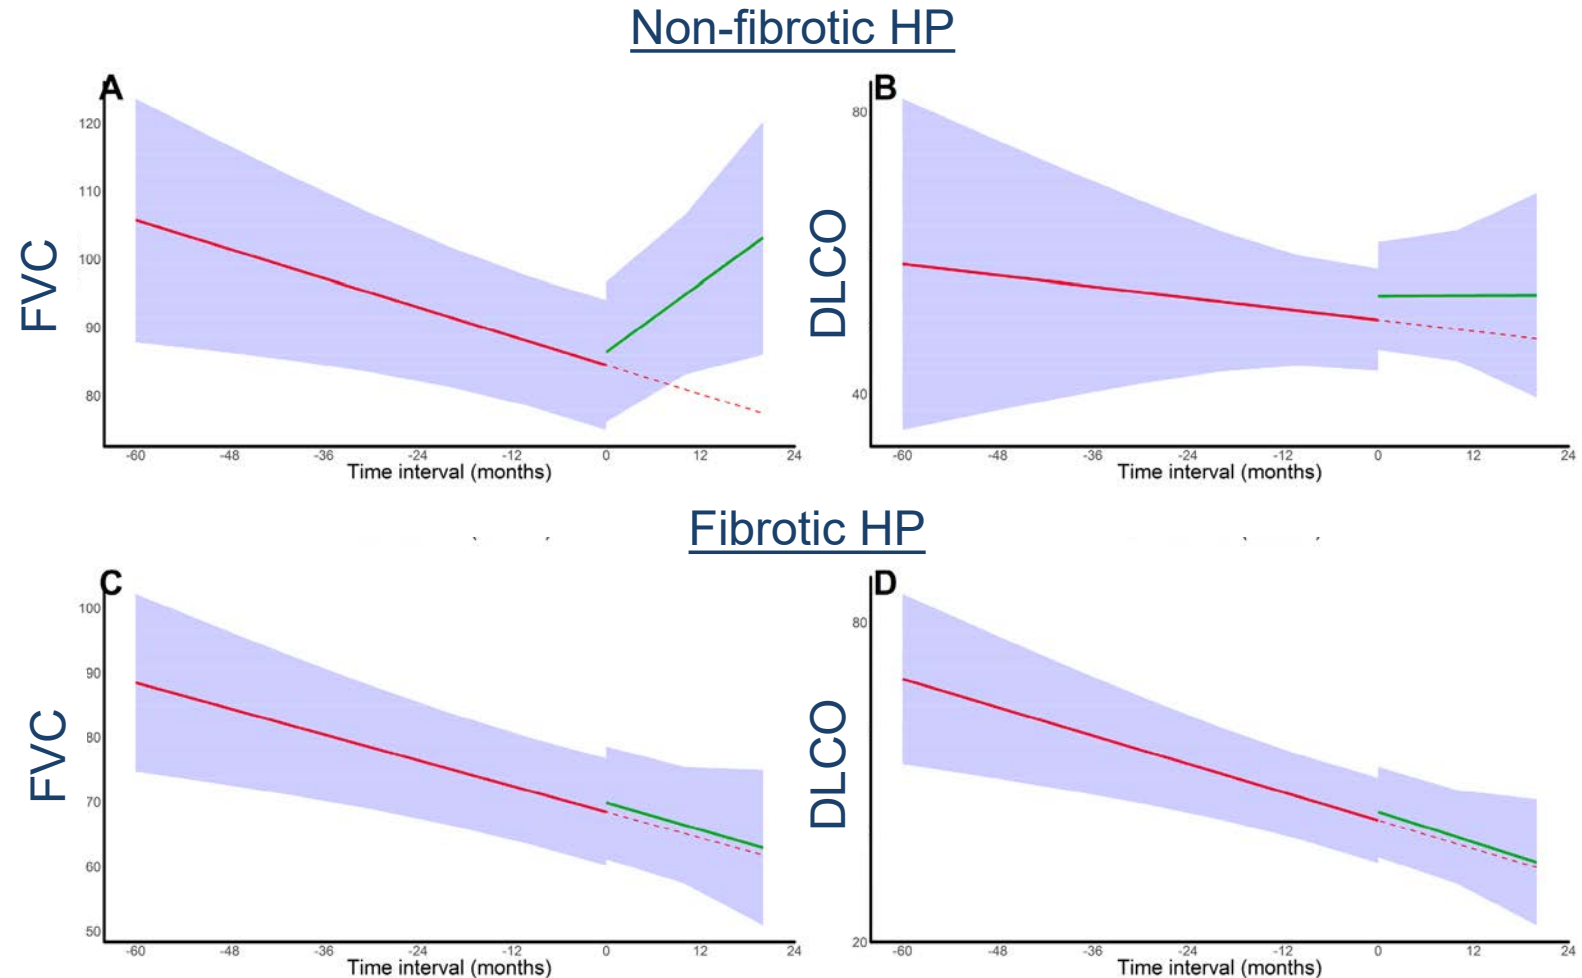 Non-fibrotic HP
A
FVC
120
110
100
90
80
-60 -48 -36 -24 -12 0 12 24
Time interval (months)
B
DLCO
80
40
-60 -48 -36 -24 -12 0 12 24
Time interval (months)
Fibrotic HP
C
FVC
100
90
80
70
60
50
-60 -48 -36 -24 -12 0 12 24
Time interval (months)
D
DLCO
80
20
-60 -48 -36 -24 -12 0 12 24
Time interval (months)